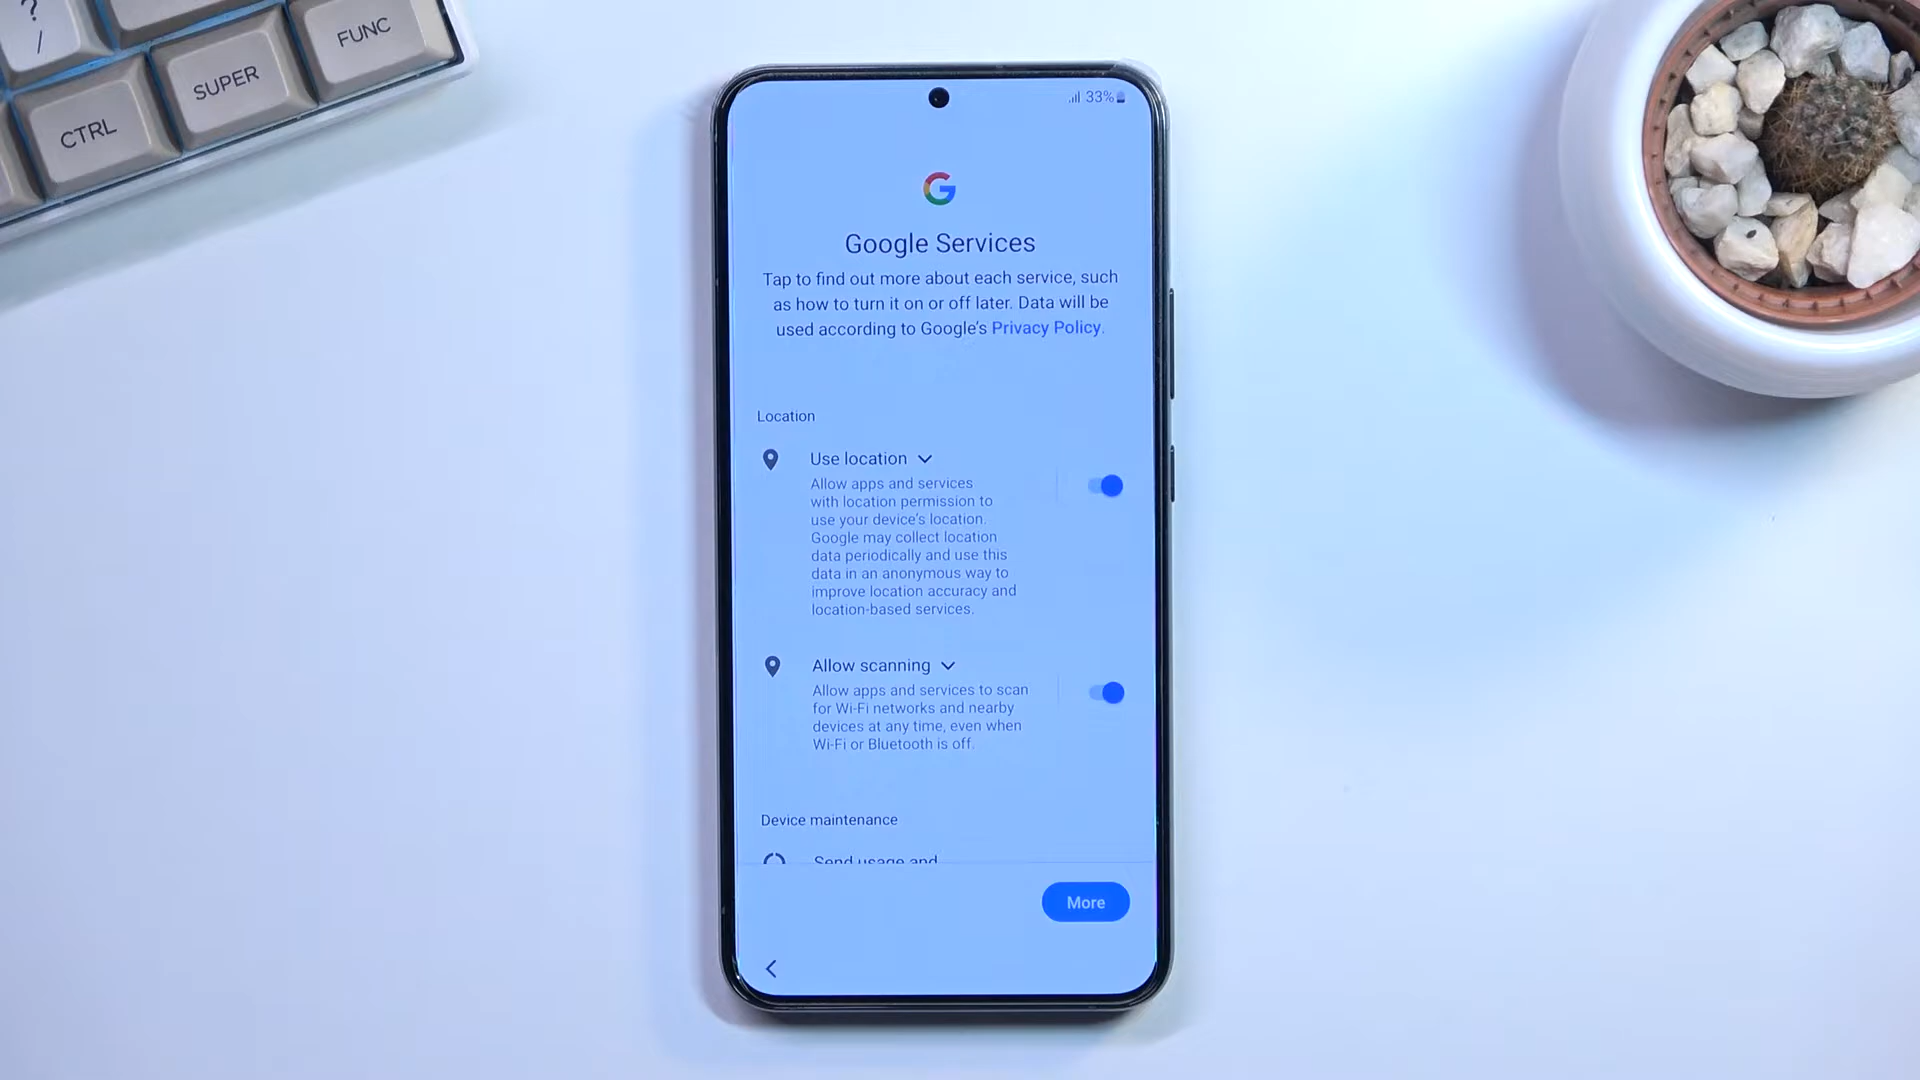 ?
/
CTRL
SUPER
FUNC
33%
G
Google Services
Tap to find out more about each service, such
as how to turn it on or off later. Data will be
used according to Google's Privacy Policy.
Location
Use location
Allow apps and services
with location permission to
use your device's location.
Google may collect location
data periodically and use this
data in an anonymous way to
improve location accuracy and
location-based services.
Allow scanning
Allow apps and services to scan
for Wi-Fi networks and nearby
devices at any time, even when
Wi-Fi or Bluetooth is off.
Device maintenance
Send usage and
More